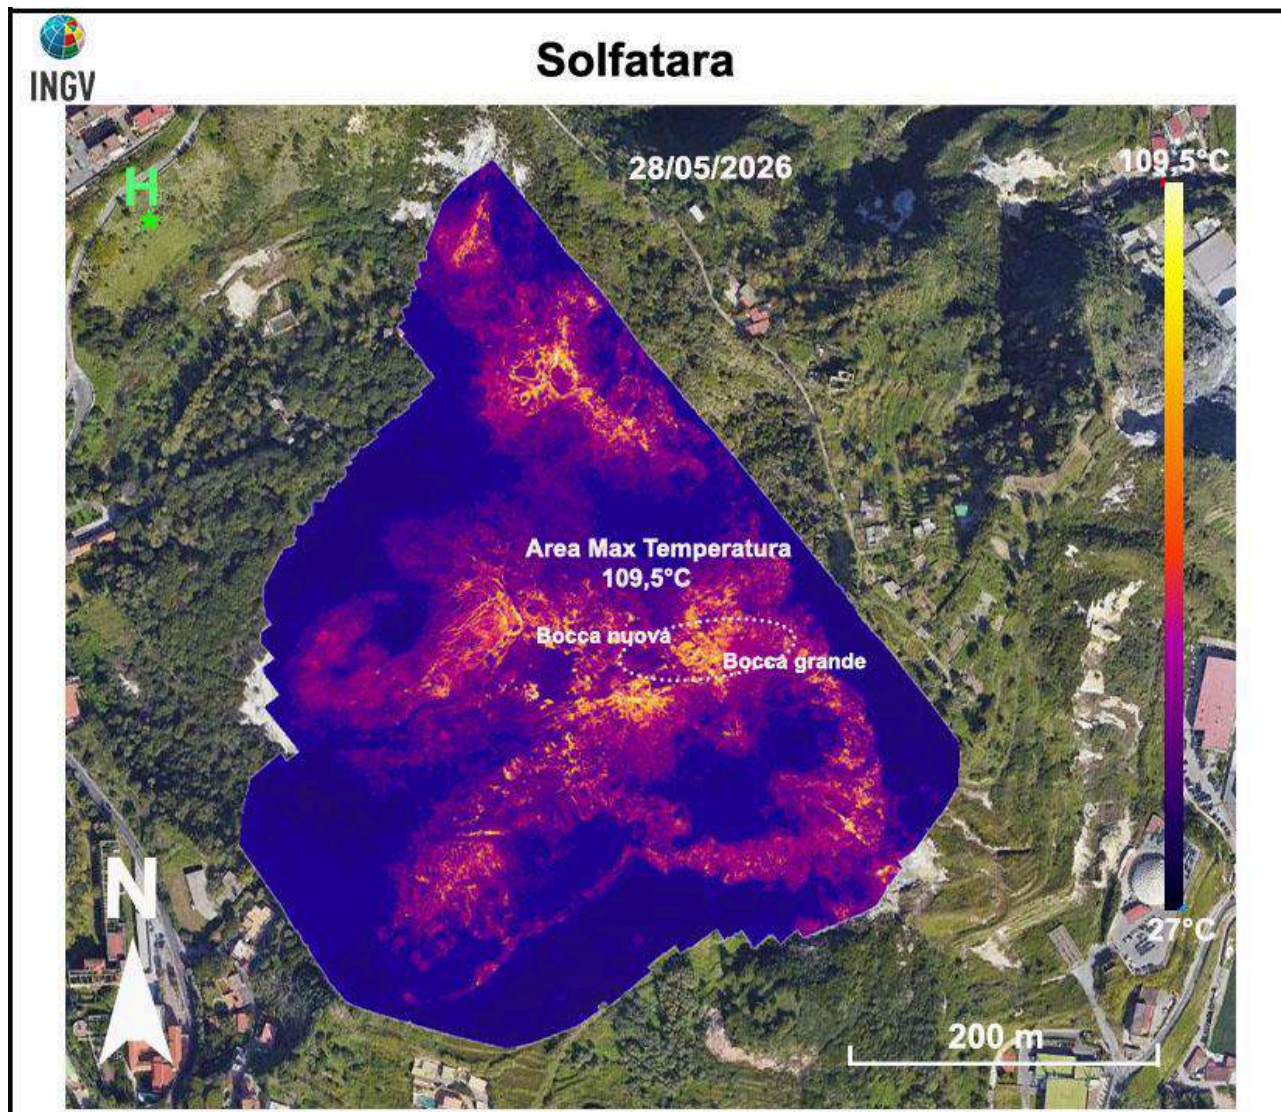 INGV
Solfatara
H
28/05/2026
109,5°C
Area Max Temperatura
109,5°C
Bocca nuova
Bocca grande
N
27°C
200 m